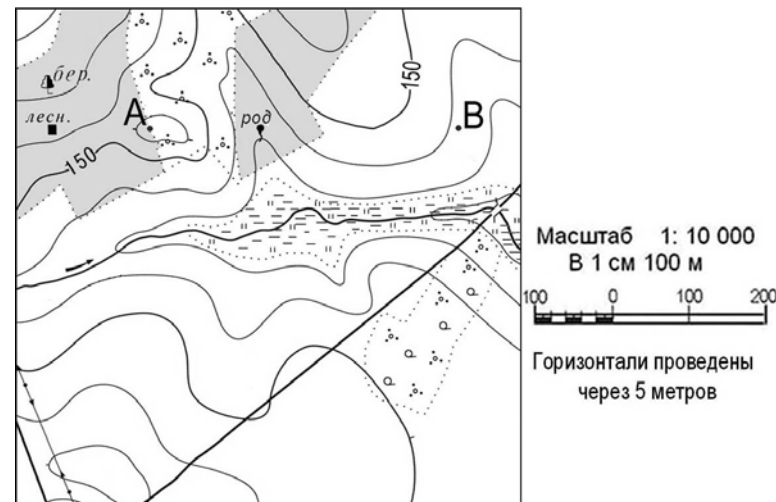 бер.
лесн.
А
род
В
150
150
Масштаб 1: 10 000
В 1 см 100 м
100 0 100 200
Горизонтали проведены
через 5 метров